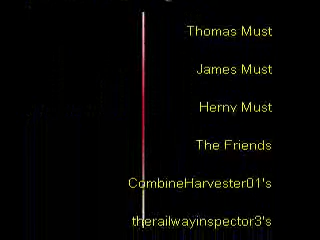 Thomas Must
James Must
Herny Must
The Friends
CombineHarvester01's
therailwayinspector3's